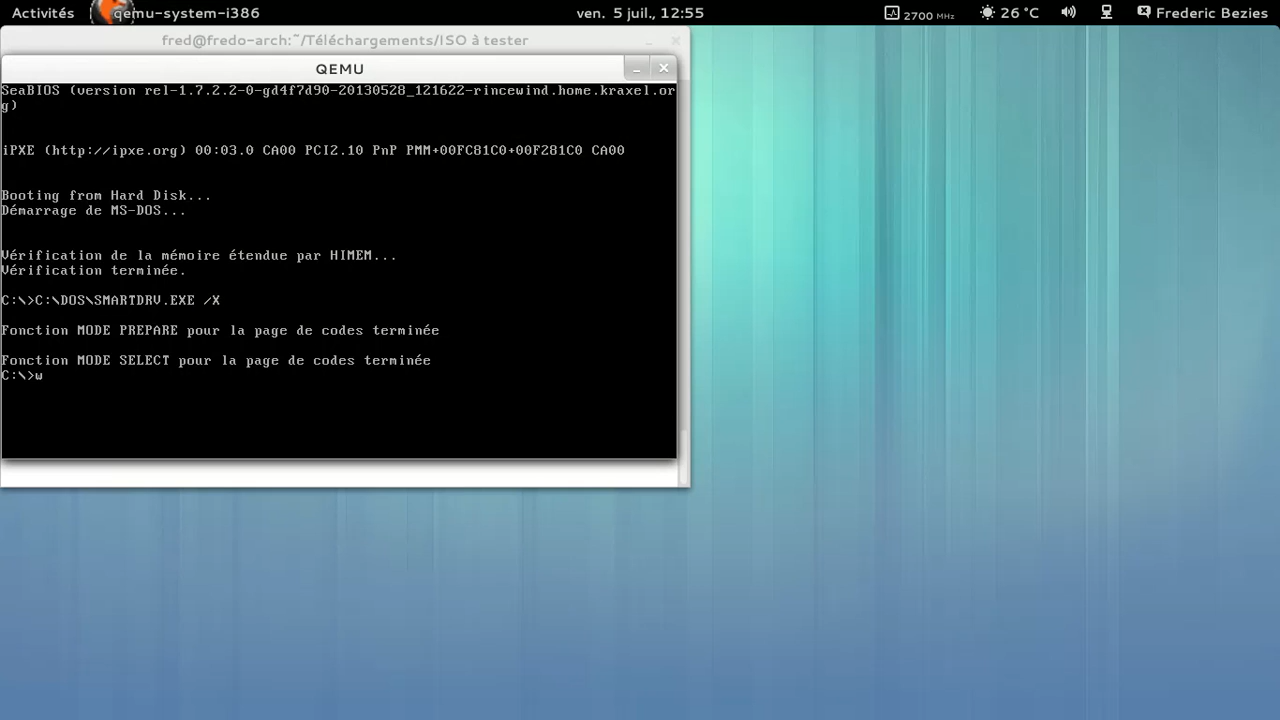 Activités qemu-system-i386 ven. 5 juil., 12:55 2700 MHz 26 °C Frederic Bezies
fred@fredo-arch:~/Téléchargements/ISO à tester
QEMU
SeaBIOS (version rel-1.7.2.2-0-gd4f7d90-20130528_121622-rincewind.home.kraxel.or
g)
iPXE (http://ipxe.org) 00:03.0 CA00 PCI2.10 PnP PMM+00FC81C0+00F281C0 CA00
Booting from Hard Disk...
Démarrage de MS-DOS...
Vérification de la mémoire étendue par HIMEM...
Vérification terminée.
C:\>C:\DOS\SMARTDRV.EXE /X
Fonction MODE PREPARE pour la page de codes terminée
Fonction MODE SELECT pour la page de codes terminée
C:\>w